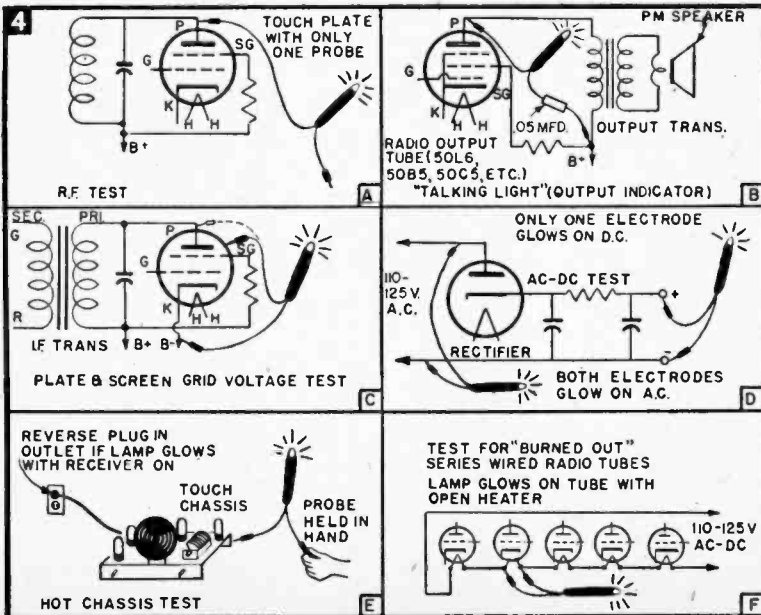 4
TOUCH PLATE
WITH ONLY
ONE PROBE
P
SG
G
K
H H
B+
R.F. TEST
A
PM SPEAKER
P
G
K
SG
H H
.05 MFD.
OUTPUT TRANS.
B+
RADIO OUTPUT
TUBE (50L6,
50B5, 50C5, ETC.)
"TALKING LIGHT" (OUTPUT INDICATOR)
B
SEC. PRI.
G
P
SG
G
K
H H
R
I.F. TRANS
B+ B-
PLATE & SCREEN GRID VOLTAGE TEST
C
ONLY ONE ELECTRODE
GLOWS ON D.C.
110-
125V.
A.C.
AC-DC TEST
+
-
RECTIFIER
BOTH ELECTRODES
GLOW ON A.C.
D
REVERSE PLUG IN
OUTLET IF LAMP GLOWS
WITH RECEIVER ON
TOUCH
CHASSIS
PROBE
HELD IN
HAND
HOT CHASSIS TEST
E
TEST FOR "BURNED OUT"
SERIES WIRED RADIO TUBES
LAMP GLOWS ON TUBE WITH
OPEN HEATER
110-125V
AC-DC
F